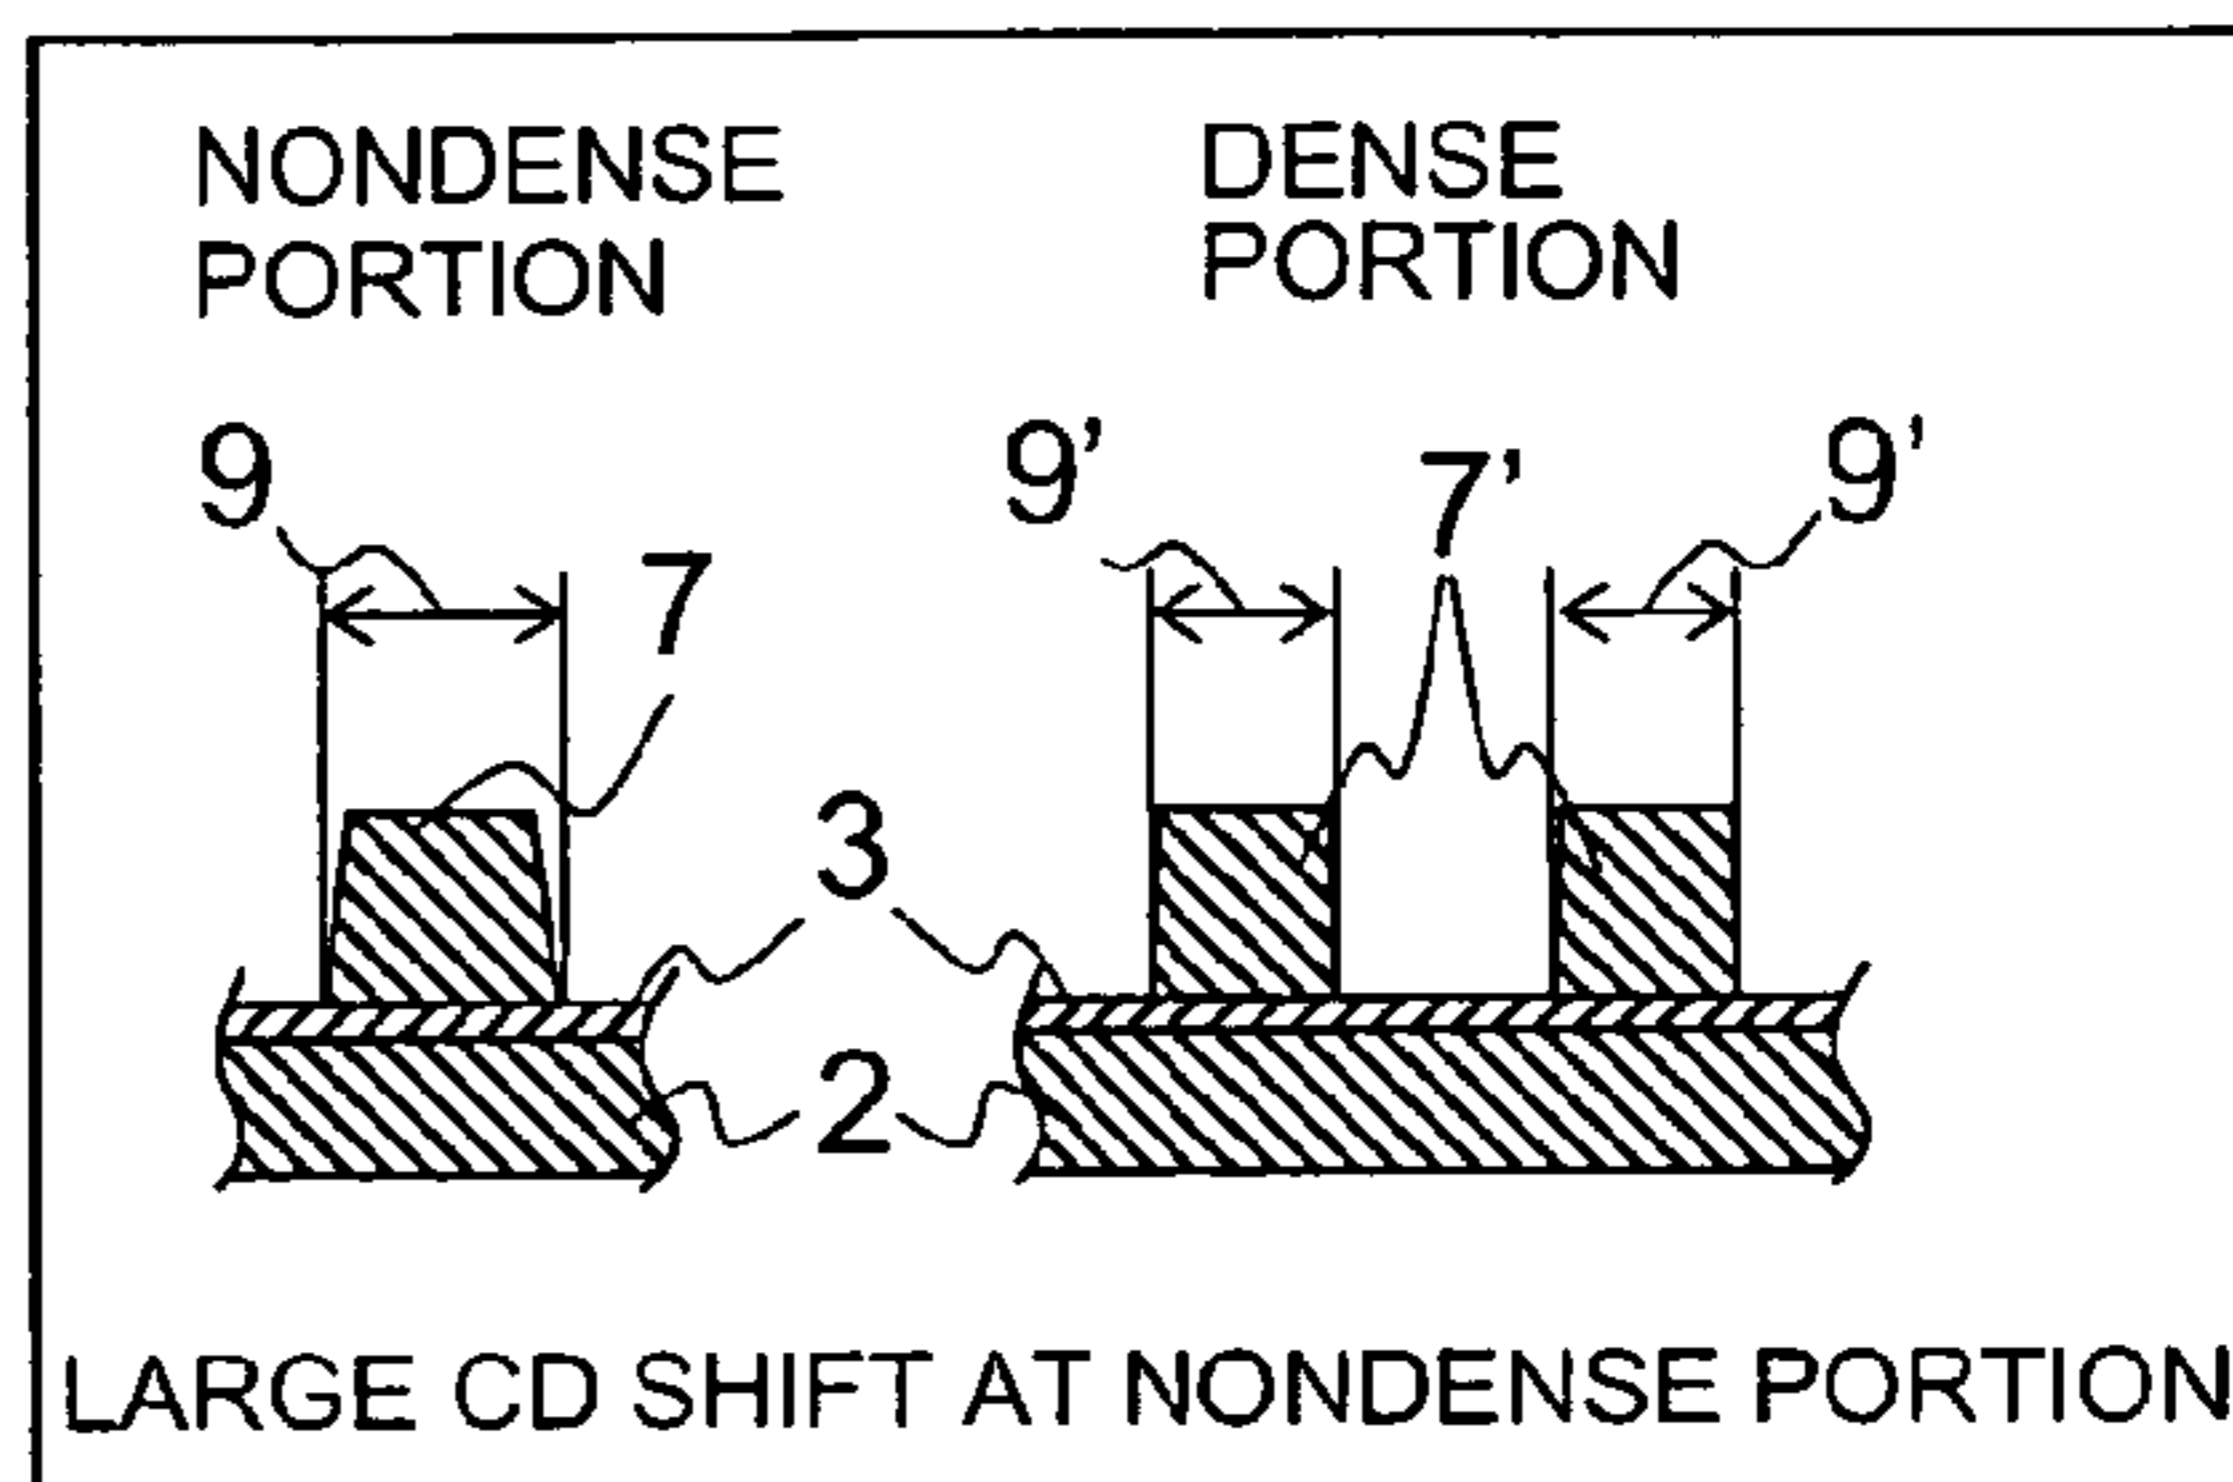 NONDENSE
PORTION
DENSE
PORTION
9
7
9’
7’
9'
3
2
LARGE CD SHIFT AT NONDENSE PORTION